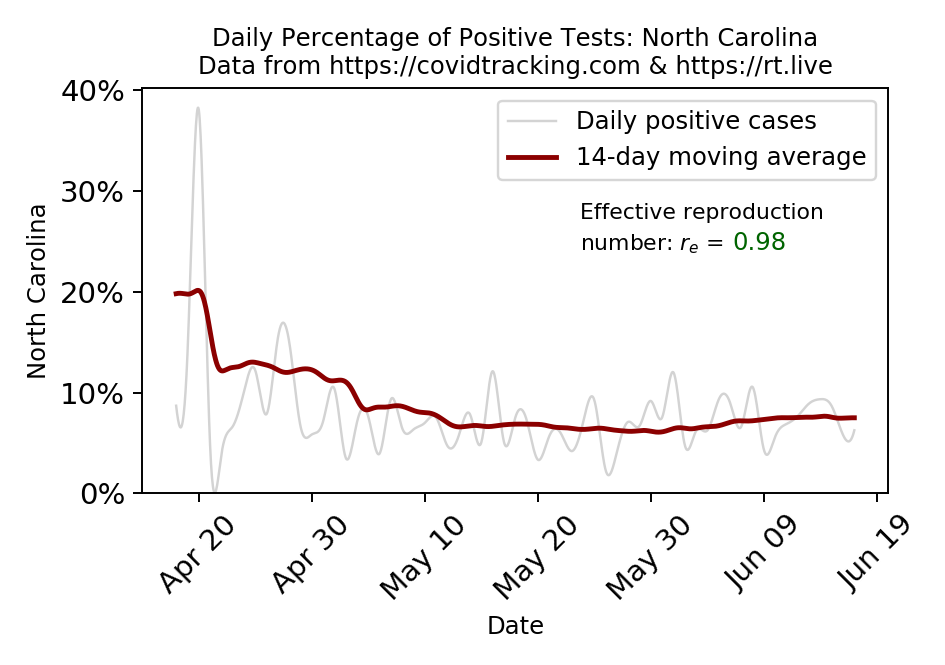 Daily Percentage of Positive Tests: North Carolina
Data from https://covidtracking.com & https://rt.live
40%
30%
20%
10%
0%
North Carolina
Daily positive cases
14-day moving average
Effective reproduction
number: rₑ = 0.98
Apr 20
Apr 30
May 10
May 20
May 30
Jun 09
Jun 19
Date